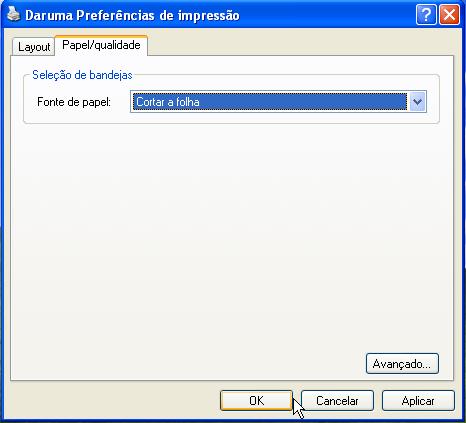 Daruma Preferências de impressão
Layout
Papel/qualidade
Seleção de bandejas
Fonte de papel:
Cortar a folha
Avançado...
OK
Cancelar
Aplicar